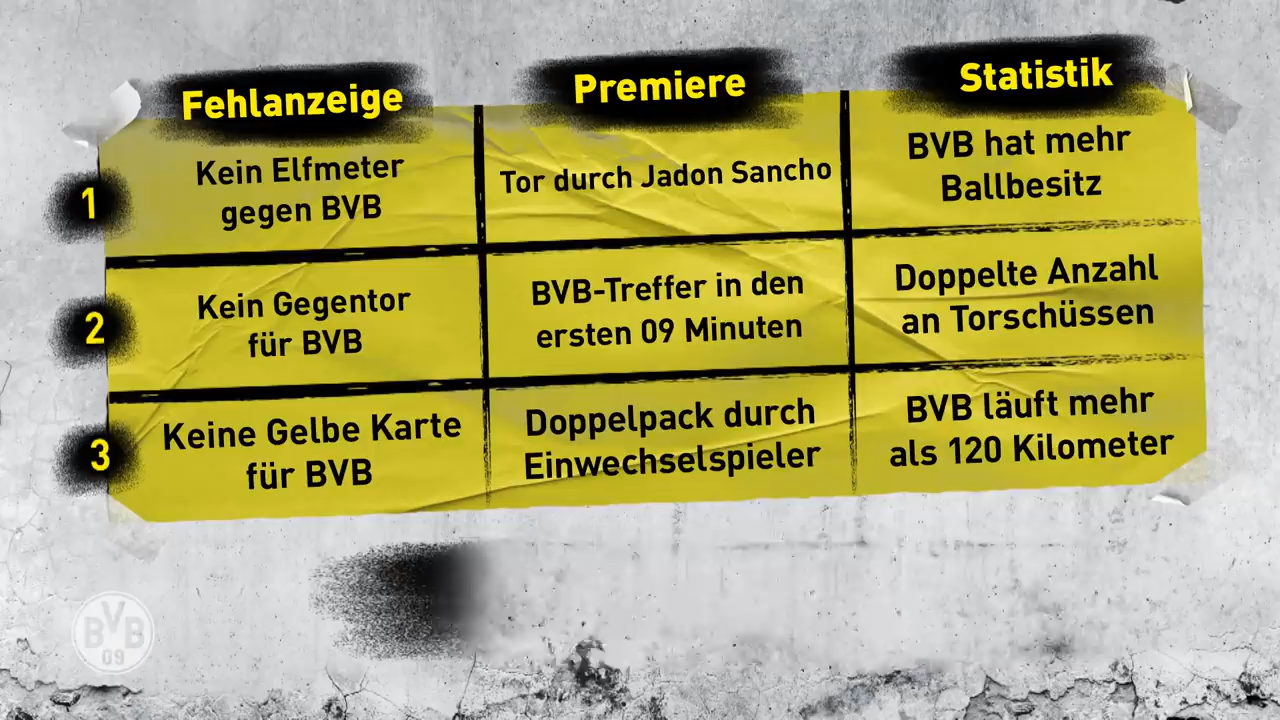 Fehlanzeige
Premiere
Statistik
1
Kein Elfmeter
gegen BVB
Tor durch Jadon Sancho
BVB hat mehr
Ballbesitz
2
Kein Gegentor
für BVB
BVB-Treffer in den
ersten 09 Minuten
Doppelte Anzahl
an Torschüssen
3
Keine Gelbe Karte
für BVB
Doppelpack durch
Einwechselspieler
BVB läuft mehr
als 120 Kilometer
BVB
09